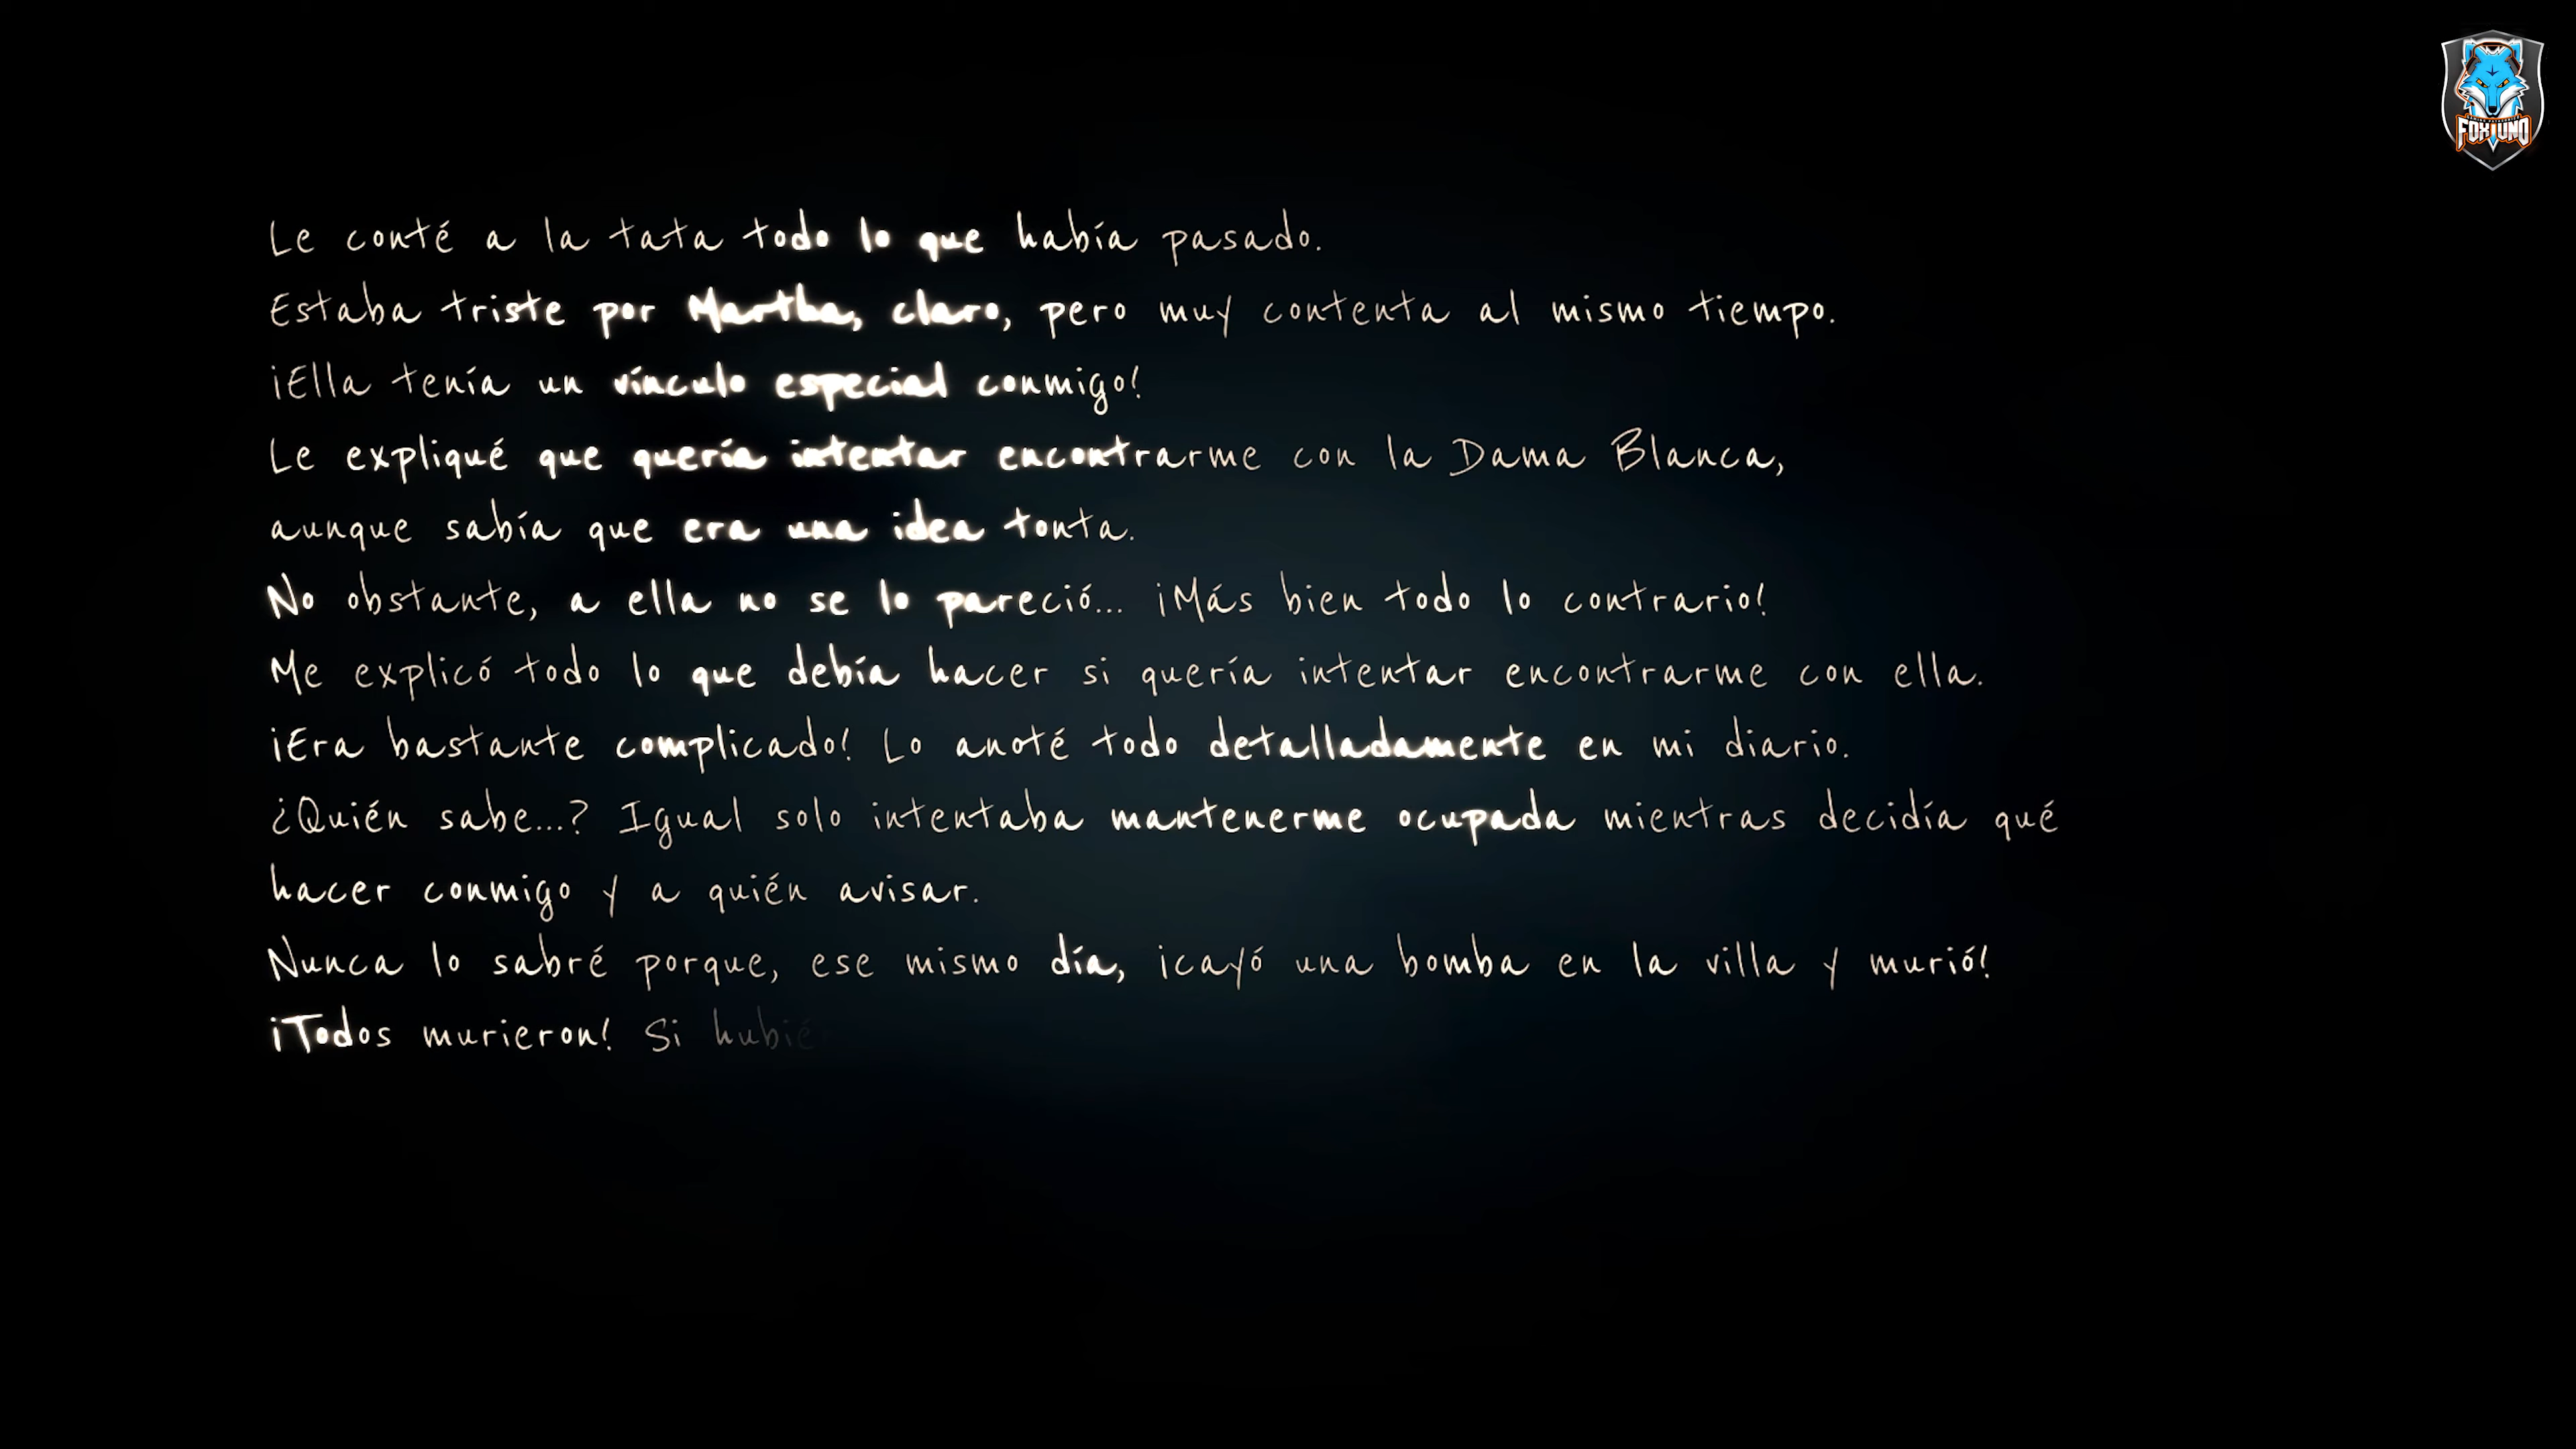 Le conté a la tata todo lo que había pasado.
Estaba triste por Martha, claro, pero muy contenta al mismo tiempo.
¡Ella tenía un vínculo especial conmigo!
Le expliqué que quería intentar encontrarme con la Dama Blanca,
aunque sabía que era una idea tonta.
No obstante, a ella no se lo pareció... ¡Más bien todo lo contrario!
Me explicó todo lo que debía hacer si quería intentar encontrarme con ella.
¡Era bastante complicado! Lo anoté todo detalladamente en mi diario.
¿Quién sabe...? Igual solo intentaba mantenerme ocupada mientras decidía qué
hacer conmigo y a quién avisar.
Nunca lo sabré porque, ese mismo día, ¡cayó una bomba en la villa y murió!
¡Todos murieron! Si hubié
FOXIUNO